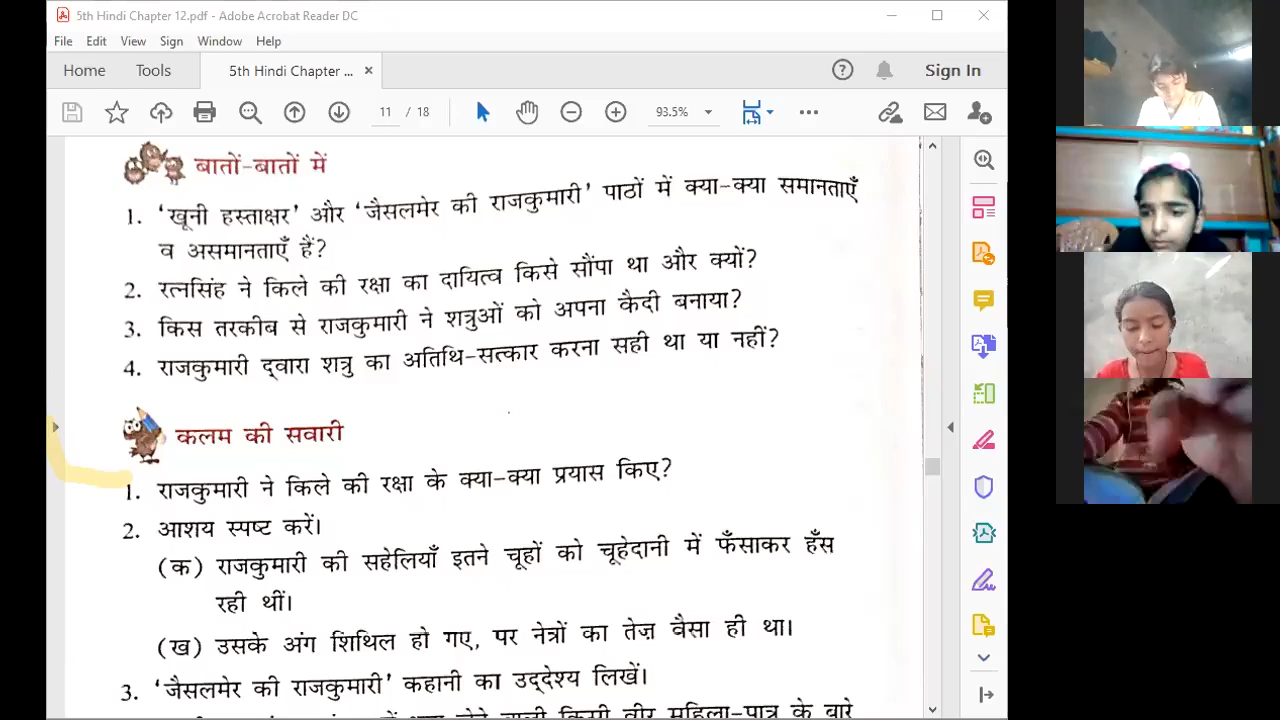 5th Hindi Chapter 12.pdf - Adobe Acrobat Reader DC
File Edit View Sign Window Help
Home Tools 5th Hindi Chapter ... × Sign In
11 / 18 93.5%
बातों-बातों में
1. ‘खूनी हस्ताक्षर’ और ‘जैसलमेर की राजकुमारी’ पाठों में क्या-क्या समानताएँ
व असमानताएँ हैं?
2. रत्नसिंह ने किले की रक्षा का दायित्व किसे सौंपा था और क्यों?
3. किस तरकीब से राजकुमारी ने शत्रुओं को अपना कैदी बनाया?
4. राजकुमारी द्वारा शत्रु का अतिथि-सत्कार करना सही था या नहीं?
कलम की सवारी
1. राजकुमारी ने किले की रक्षा के क्या-क्या प्रयास किए?
2. आशय स्पष्ट करें।
(क) राजकुमारी की सहेलियाँ इतने चूहों को चूहेदानी में फँसाकर हँस
रही थीं।
(ख) उसके अंग शिथिल हो गए, पर नेत्रों का तेज़ वैसा ही था।
3. ‘जैसलमेर की राजकुमारी’ कहानी का उद्देश्य लिखें।
वाली किसी वीर महिला-पात्र के बारे